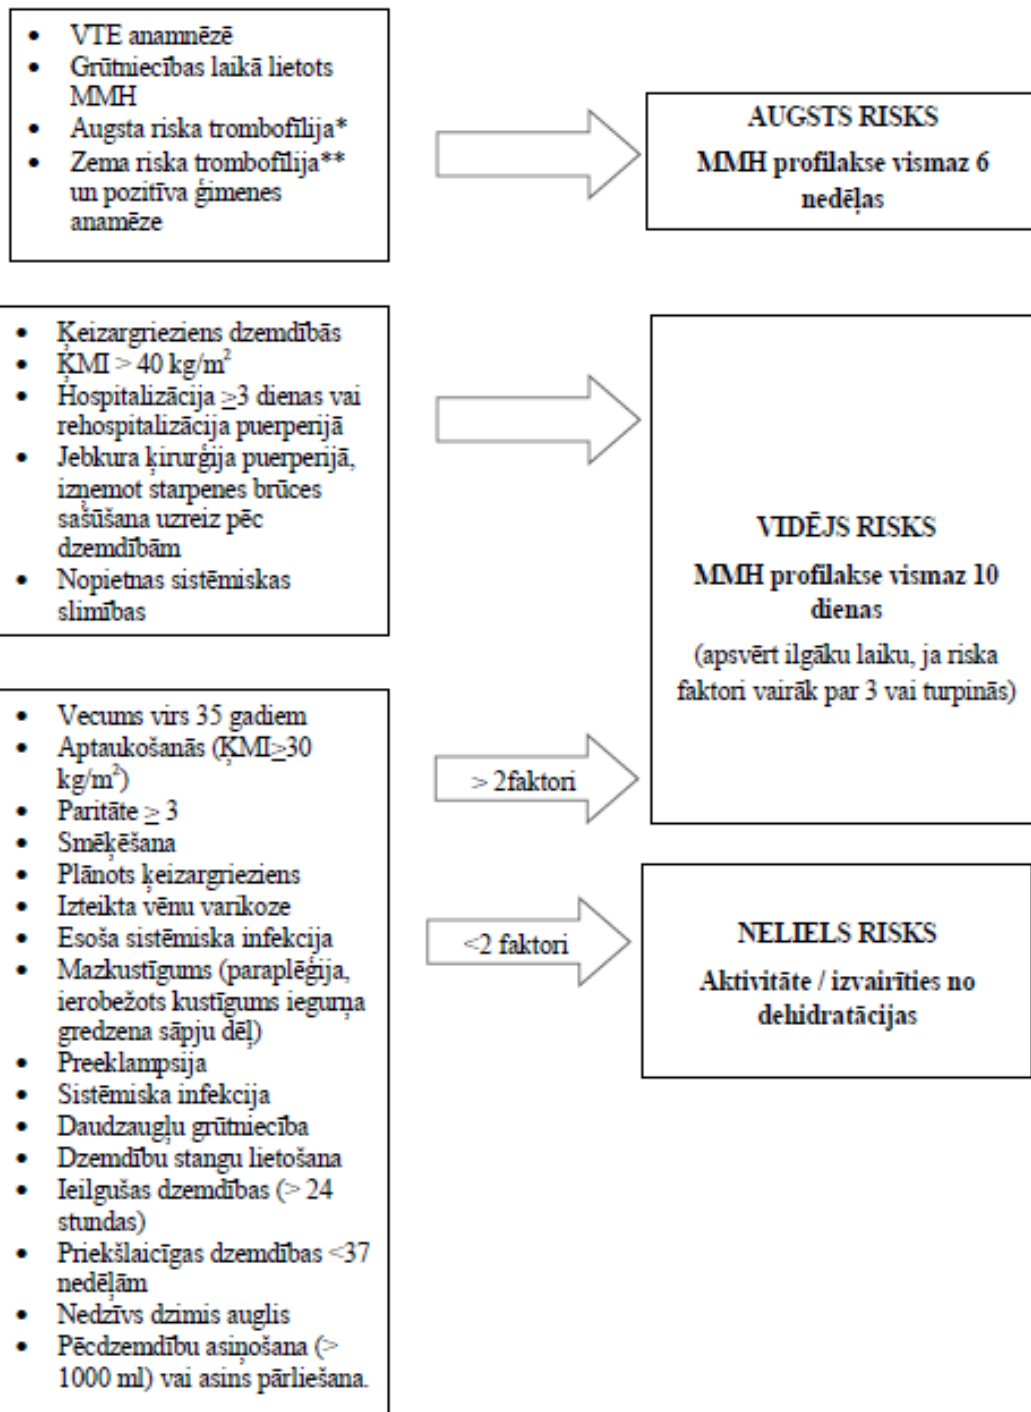 • VTE anamnēzē
• Grūtniecības laikā lietots
MMH
• Augsta riska trombofīlija*
• Zema riska trombofīlija**
un pozitīva ģimenes
anamēze
AUGSTS RISKS
MMH profilakse vismaz 6
nedēļas
• Ķeizargrieziens dzemdībās
• ĶMI > 40 kg/m²
• Hospitalizācija ≥3 dienas vai
rehospitalizācija puerperijā
• Jebkura ķirurģija puerperijā,
izņemot starpenes brūces
sašūšana uzreiz pēc
dzemdībām
• Nopietnas sistēmiskas
slimības
VIDĒJS RISKS
MMH profilakse vismaz 10
dienas
(apsvērt ilgāku laiku, ja riska
faktori vairāk par 3 vai turpinās)
• Vecums virs 35 gadiem
• Aptaukošanās (ĶMI≥30
kg/m²)
• Paritāte ≥ 3
• Smēķēšana
• Plānots ķeizargrieziens
• Izteikta vēnu varikoze
• Esoša sistēmiska infekcija
• Mazkustīgums (paraplēģija,
ierobežots kustīgums iegurņa
gredzena sāpju dēļ)
• Preeklampsija
• Sistēmiska infekcija
• Daudzaugļu grūtniecība
• Dzemdību stangu lietošana
• Ieilgušas dzemdības (> 24
stundas)
• Priekšlaicīgas dzemdības <37
nedēļām
• Nedzīvs dzimis auglis
• Pēcdzemdību asiņošana (>
1000 ml) vai asins pārliešana.
> 2faktori
<2 faktori
NELIELS RISKS
Aktivitāte / izvairīties no
dehidratācijas